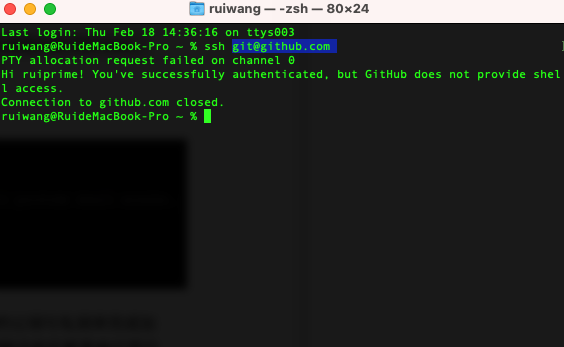 ruiwang — -zsh — 80×24
Last login: Thu Feb 18 14:36:16 on ttys003
ruiwang@RuideMacBook-Pro ~ % ssh git@github.com
PTY allocation request failed on channel 0
Hi ruiprime! You've successfully authenticated, but GitHub does not provide shel
l access.
Connection to github.com closed.
ruiwang@RuideMacBook-Pro ~ %